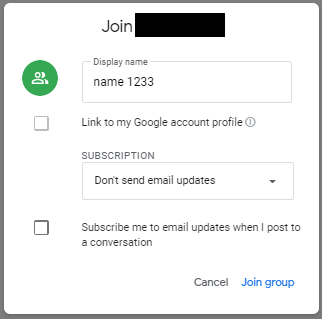 Join
Display name
name 1233
Link to my Google account profile
SUBSCRIPTION
Don't send email updates
Subscribe me to email updates when I post to
a conversation
Cancel Join group